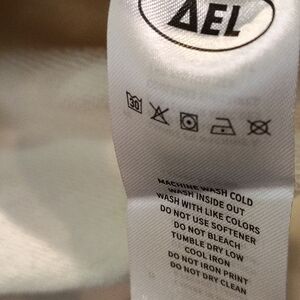 ΔEL
30
MACHINE WASH COLD
WASH INSIDE OUT
WASH WITH LIKE COLORS
DO NOT USE SOFTENER
DO NOT BLEACH
TUMBLE DRY LOW
COOL IRON
DO NOT IRON PRINT
DO NOT DRY CLEAN